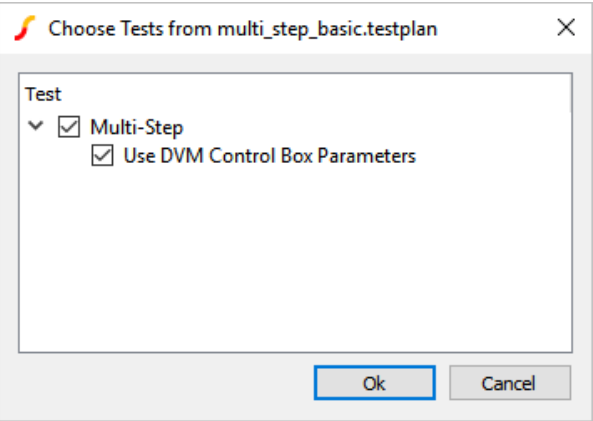 Choose Tests from multi_step_basic.testplan
Test
Multi-Step
Use DVM Control Box Parameters
Ok
Cancel